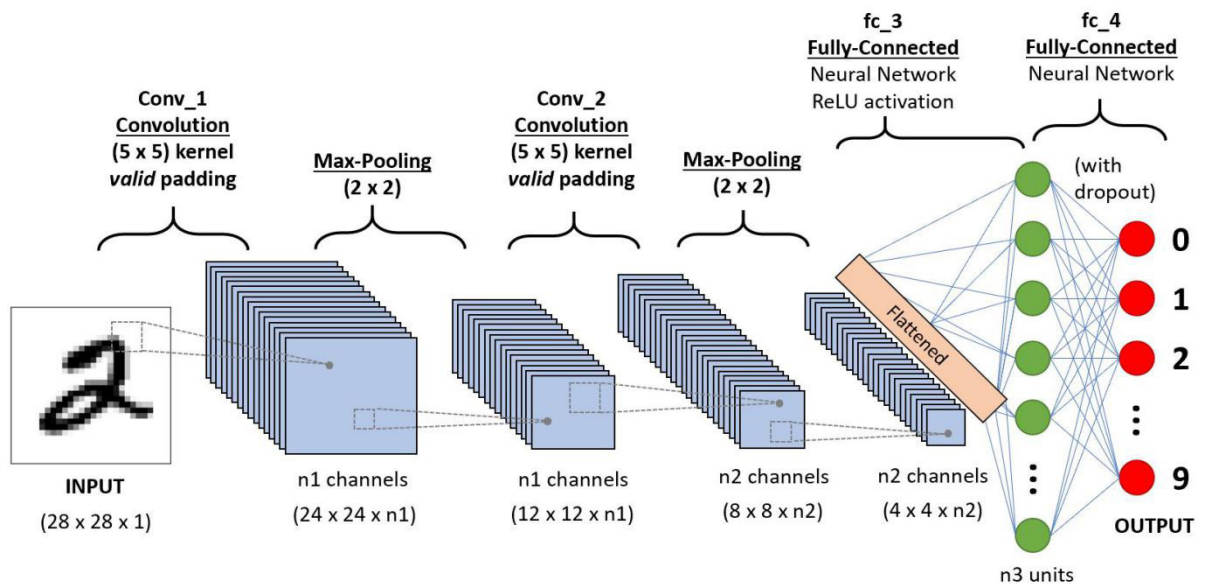 fc_3
Fully-Connected
Neural Network
ReLU activation
fc_4
Fully-Connected
Neural Network
Conv_1
Convolution
(5 x 5) kernel
valid padding
Max-Pooling
(2 x 2)
Conv_2
Convolution
(5 x 5) kernel
valid padding
Max-Pooling
(2 x 2)
(with
dropout)
0
1
2
9
Flattened
INPUT
(28 x 28 x 1)
n1 channels
(24 x 24 x n1)
n1 channels
(12 x 12 x n1)
n2 channels
(8 x 8 x n2)
n2 channels
(4 x 4 x n2)
OUTPUT
n3 units